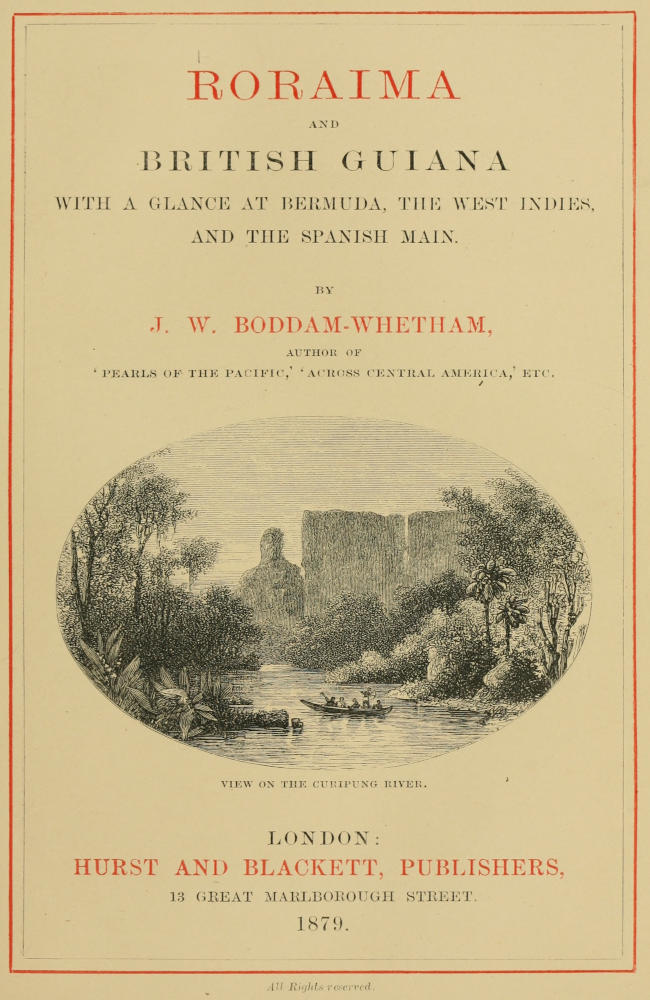 RORAIMA
AND
BRITISH GUIANA
WITH A GLANCE AT BERMUDA, THE WEST INDIES,
AND THE SPANISH MAIN.
BY
J. W. BODDAM-WHETHAM,
AUTHOR OF
'PEARLS OF THE PACIFIC,' 'ACROSS CENTRAL AMERICA,' ETC.
VIEW ON THE CURIPUNG RIVER.
LONDON:
HURST AND BLACKETT, PUBLISHERS,
13 GREAT MARLBOROUGH STREET.
1879.
All Rights reserved.